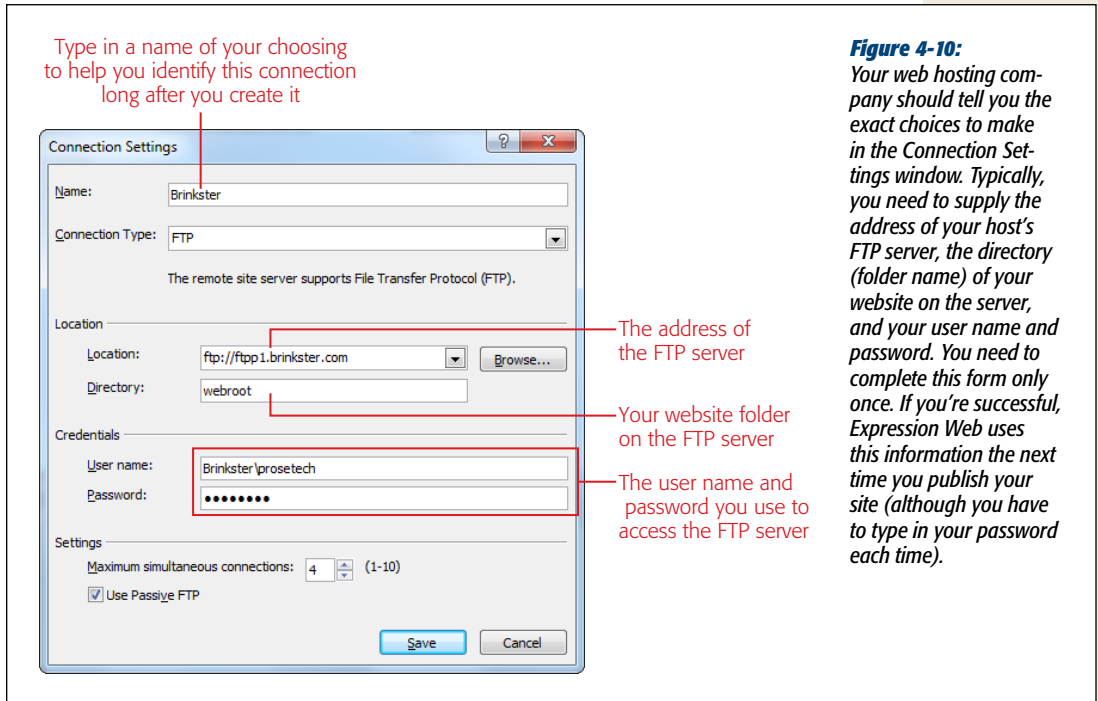 Type in a name of your choosing
to help you identify this connection
long after you create it
Connection Settings
Name:
Brinkster
Connection Type:
FTP
The remote site server supports File Transfer Protocol (FTP).
Location
Location:
ftp://ftpp1.brinkster.com
Browse...
Directory:
webroot
Credentials
User name:
Brinkster\prosetech
Password:
••••••••
Settings
Maximum simultaneous connections:
4
(1-10)
Use Passive FTP
Save
Cancel
The address of
the FTP server
Your website folder
on the FTP server
The user name and
password you use to
access the FTP server
Figure 4-10:
Your web hosting com-
pany should tell you the
exact choices to make
in the Connection Set-
tings window. Typically,
you need to supply the
address of your host's
FTP server, the directory
(folder name) of your
website on the server,
and your user name and
password. You need to
complete this form only
once. If you're successful,
Expression Web uses
this information the next
time you publish your
site (although you have
to type in your password
each time).